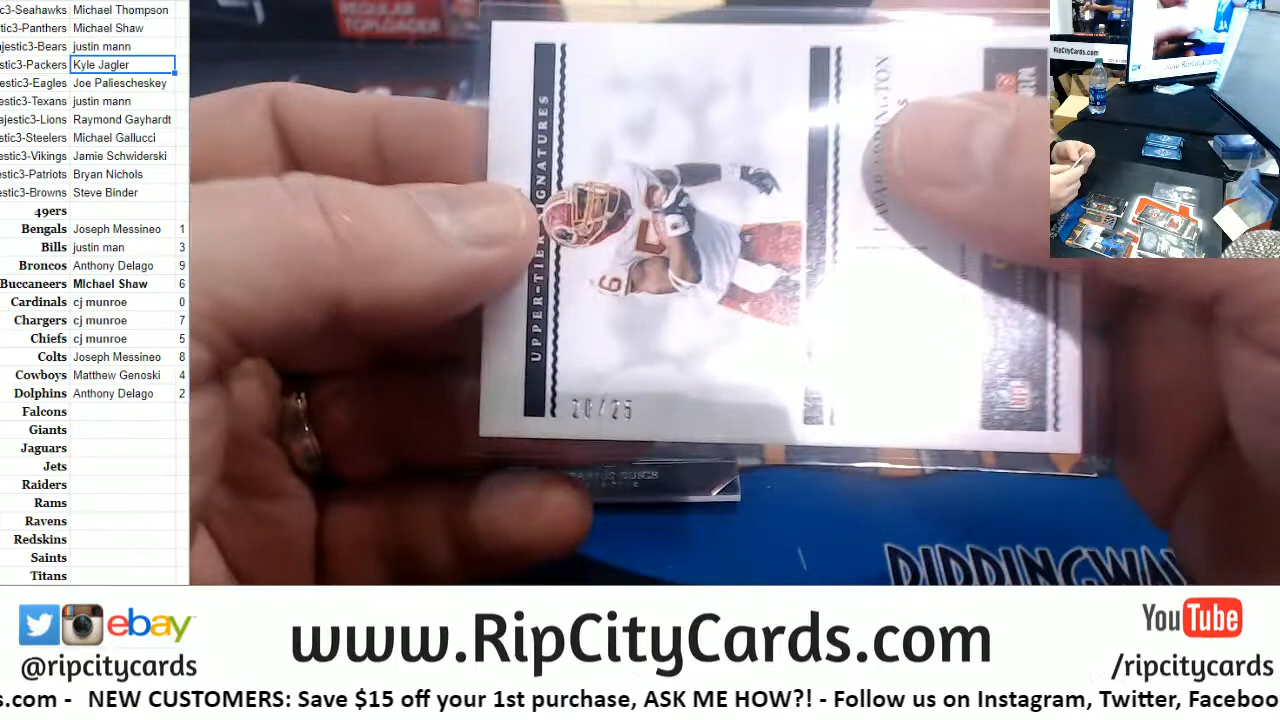 tic3-Seahawks Michael Thompson
stic3-Panthers Michael Shaw
ajestic3-Bears justin mann
estic3-Packers Kyle Jagler
estic3-Eagles Joe Paliescheskey
estic3-Texans justin mann
ajestic3-Lions Raymond Gayhardt
estic3-Steelers Michael Gallucci
estic3-Vikings Jamie Schwiderski
estic3-Patriots Bryan Nichols
estic3-Browns Steve Binder
49ers
Bengals Joseph Messineo 1
Bills justin man 3
Broncos Anthony Delago 9
Buccaneers MIchael Shaw 6
Cardinals cj munroe 0
Chargers cj munroe 7
Chiefs cj munroe 5
Colts Joseph Messineo 8
Cowboys Matthew Genoski 4
Dolphins Anthony Delago 2
Falcons
Giants
Jaguars
Jets
Raiders
Rams
Ravens
Redskins
Saints
Titans
REGULAR
TOPLOADER
UPPER-TIER SIGNATURES
20/25
RipCityCards.com
ebay
@ripcitycards
www.RipCityCards.com
YouTube
/ripcitycards
s.com - NEW CUSTOMERS: Save $15 off your 1st purchase, ASK ME HOW?! - Follow us on Instagram, Twitter, Faceboo